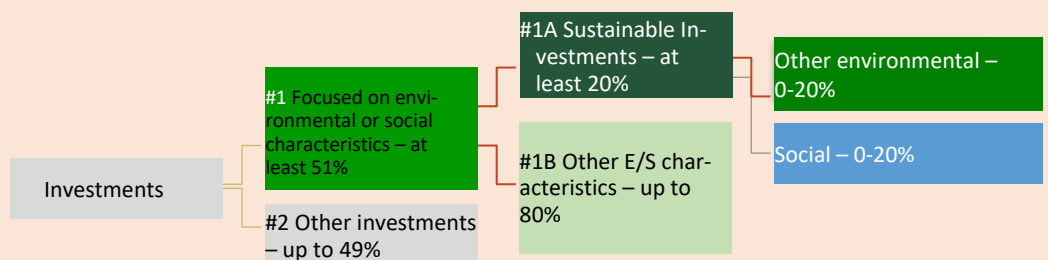 Investments
#1 Focused on envi-
ronmental or social
characteristics – at
least 51%
#2 Other investments
– up to 49%
#1A Sustainable In-
vestments – at
least 20%
#1B Other E/S char-
acteristics – up to
80%
Other environmental –
0-20%
Social – 0-20%